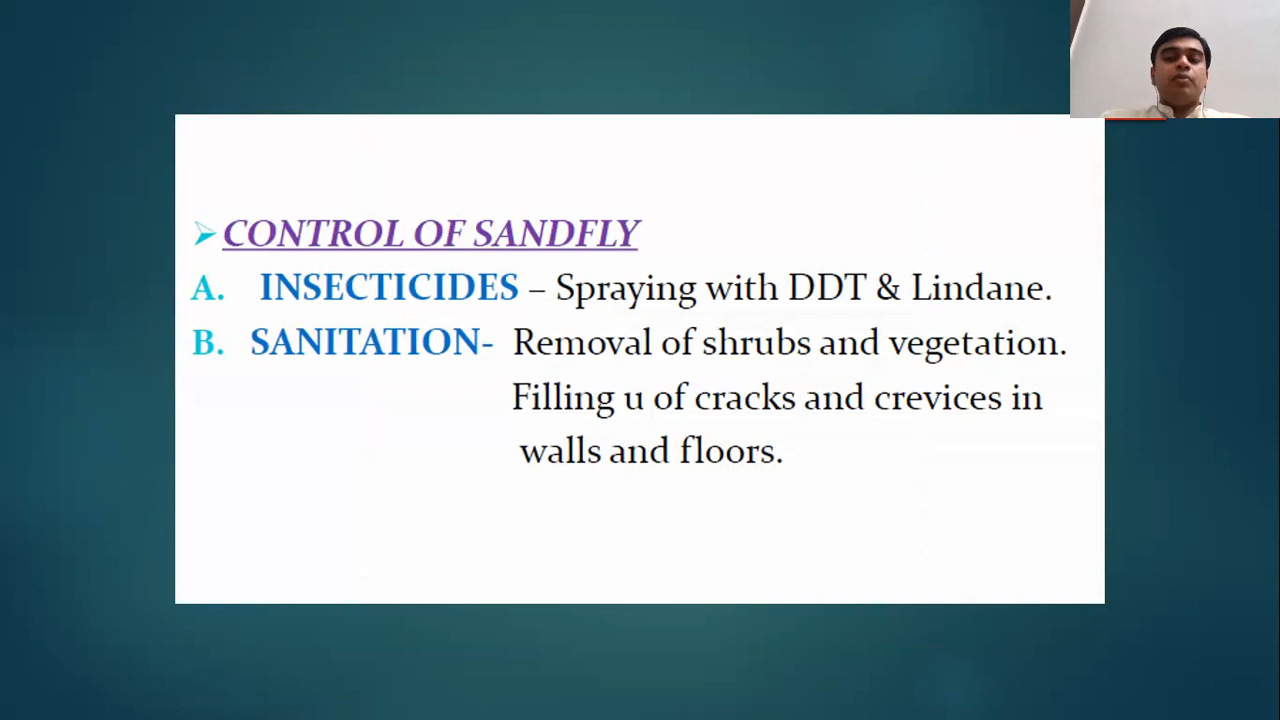 CONTROL OF SANDFLY
A. INSECTICIDES – Spraying with DDT & Lindane.
B. SANITATION- Removal of shrubs and vegetation.
Filling u of cracks and crevices in
walls and floors.